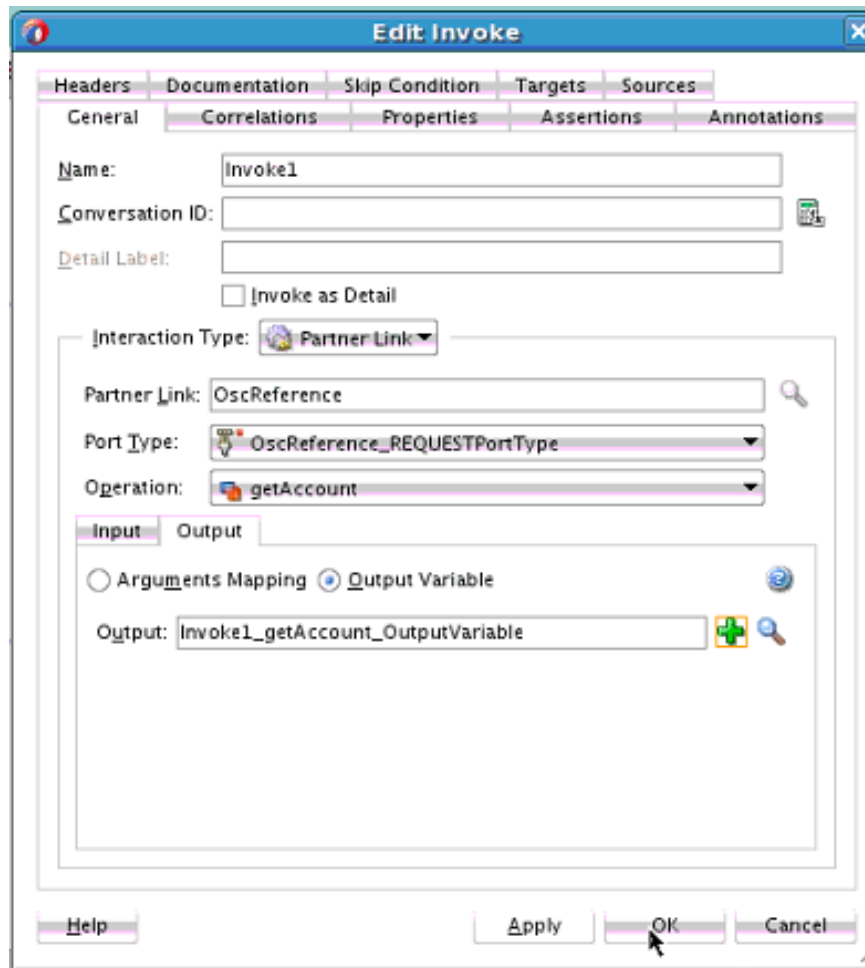 Edit Invoke
Headers Documentation Skip Condition Targets Sources
General Correlations Properties Assertions Annotations
Name: Invoke1
Conversation ID:
Detail Label:
Invoke as Detail
Interaction Type: Partner Link
Partner Link: OscReference
Port Type: OscReference_REQUESTPortType
Operation: getAccount
Input Output
Arguments Mapping Output Variable
Output: Invoke1_getAccount_OutputVariable
Help Apply OK Cancel